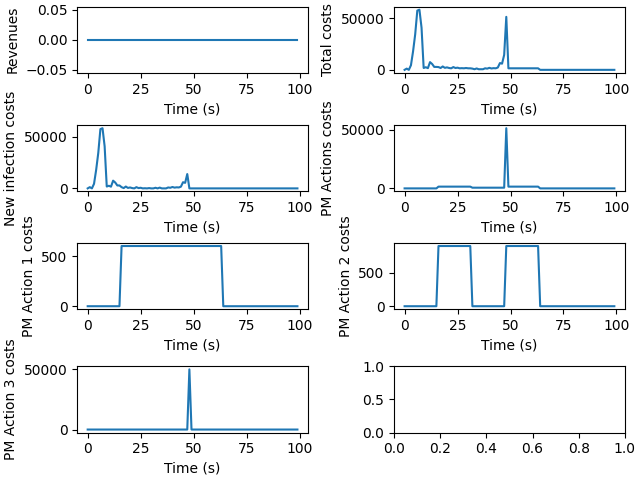 Revenues
0.05
0.00
−0.05
0 25 50 75 100
Time (s)
Total costs
50000
0
0 25 50 75 100
Time (s)
New infection costs
50000
0
0 25 50 75 100
Time (s)
PM Actions costs
50000
0
0 25 50 75 100
Time (s)
PM Action 1 costs
500
0
0 25 50 75 100
Time (s)
PM Action 2 costs
500
0
0 25 50 75 100
Time (s)
PM Action 3 costs
50000
0
0 25 50 75 100
Time (s)
1.0
0.5
0.0
0.0 0.2 0.4 0.6 0.8 1.0